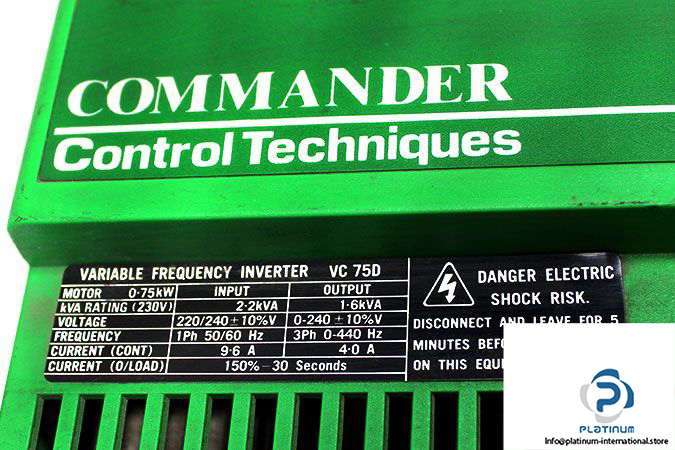 COMMANDER
Control Techniques
VARIABLE FREQUENCY INVERTER VC 75D
MOTOR 0·75kW INPUT OUTPUT
kVA RATING (230V) 2·2kVA 1·6kVA
VOLTAGE 220/240 ± 10%V 0-240 ± 10%V
FREQUENCY 1Ph 50/60 Hz 3Ph 0-440 Hz
CURRENT (CONT) 9·6 A 4·0 A
CURRENT (O/LOAD) 150% - 30 Seconds
DANGER ELECTRIC
SHOCK RISK.
DISCONNECT AND LEAVE FOR 5
MINUTES
ON THIS
PLATINUM
Info@platinum-international.store